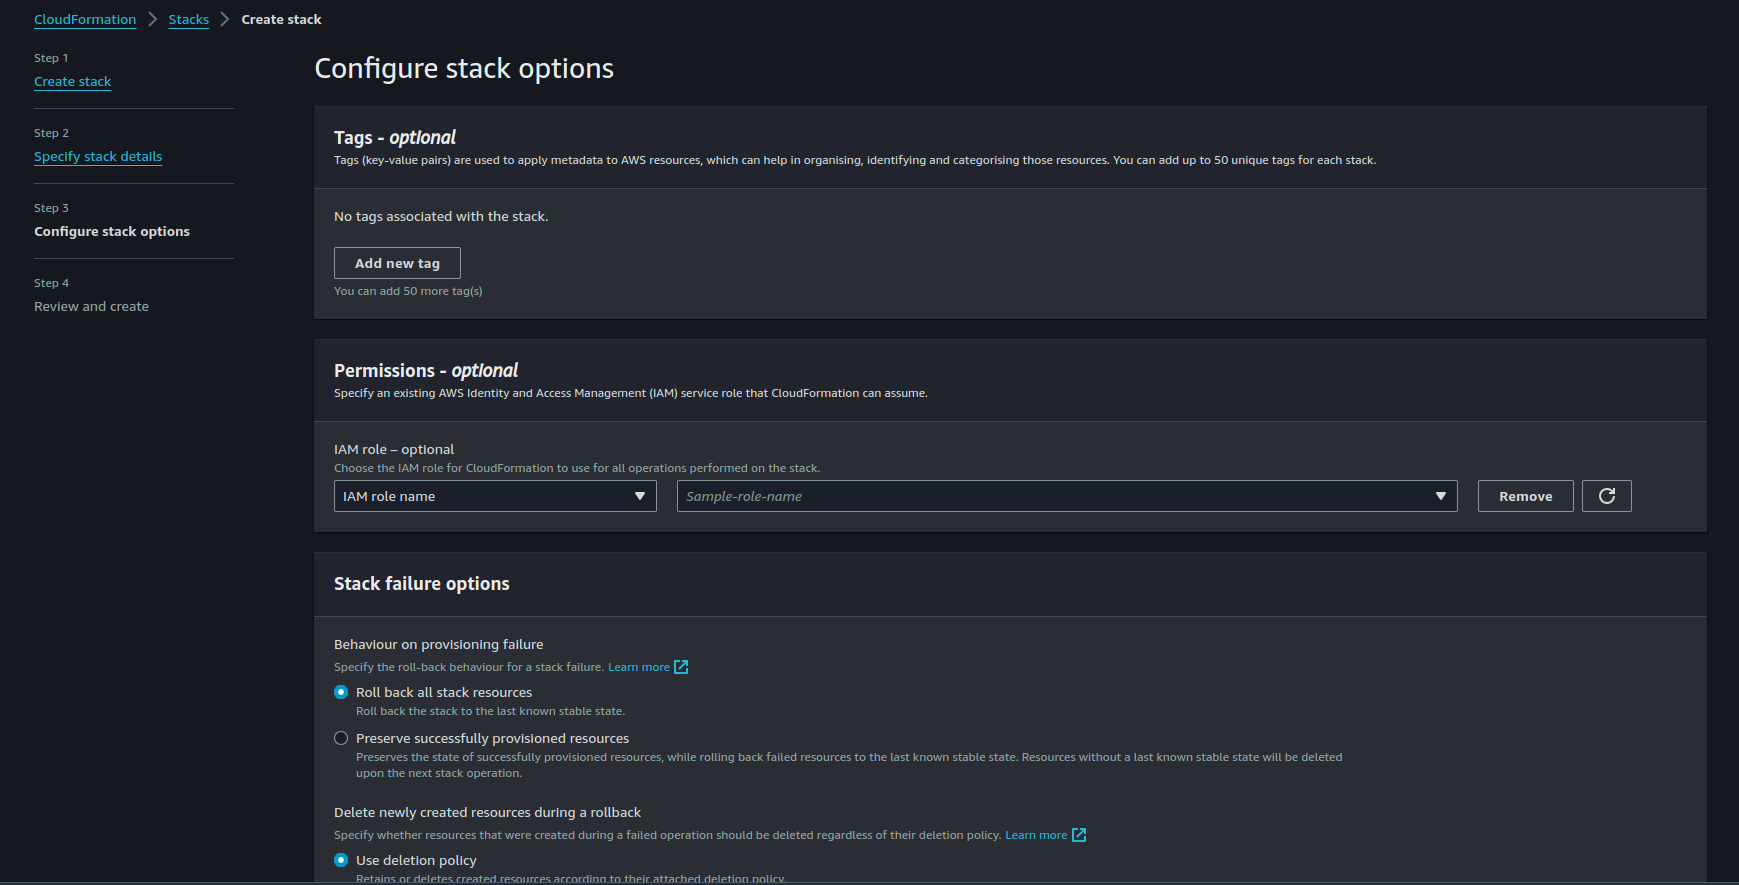 CloudFormation > Stacks > Create stack
Step 1
Create stack
Step 2
Specify stack details
Step 3
Configure stack options
Step 4
Review and create
Configure stack options
Tags - optional
Tags (key-value pairs) are used to apply metadata to AWS resources, which can help in organising, identifying and categorising those resources. You can add up to 50 unique tags for each stack.
No tags associated with the stack.
Add new tag
You can add 50 more tag(s)
Permissions - optional
Specify an existing AWS Identity and Access Management (IAM) service role that CloudFormation can assume.
IAM role – optional
Choose the IAM role for CloudFormation to use for all operations performed on the stack.
IAM role name
Sample-role-name
Remove
Stack failure options
Behaviour on provisioning failure
Specify the roll-back behaviour for a stack failure. Learn more
Roll back all stack resources
Roll back the stack to the last known stable state.
Preserve successfully provisioned resources
Preserves the state of successfully provisioned resources, while rolling back failed resources to the last known stable state. Resources without a last known stable state will be deleted
upon the next stack operation.
Delete newly created resources during a rollback
Specify whether resources that were created during a failed operation should be deleted regardless of their deletion policy. Learn more
Use deletion policy
Retains or deletes created resources according to their attached deletion policy.